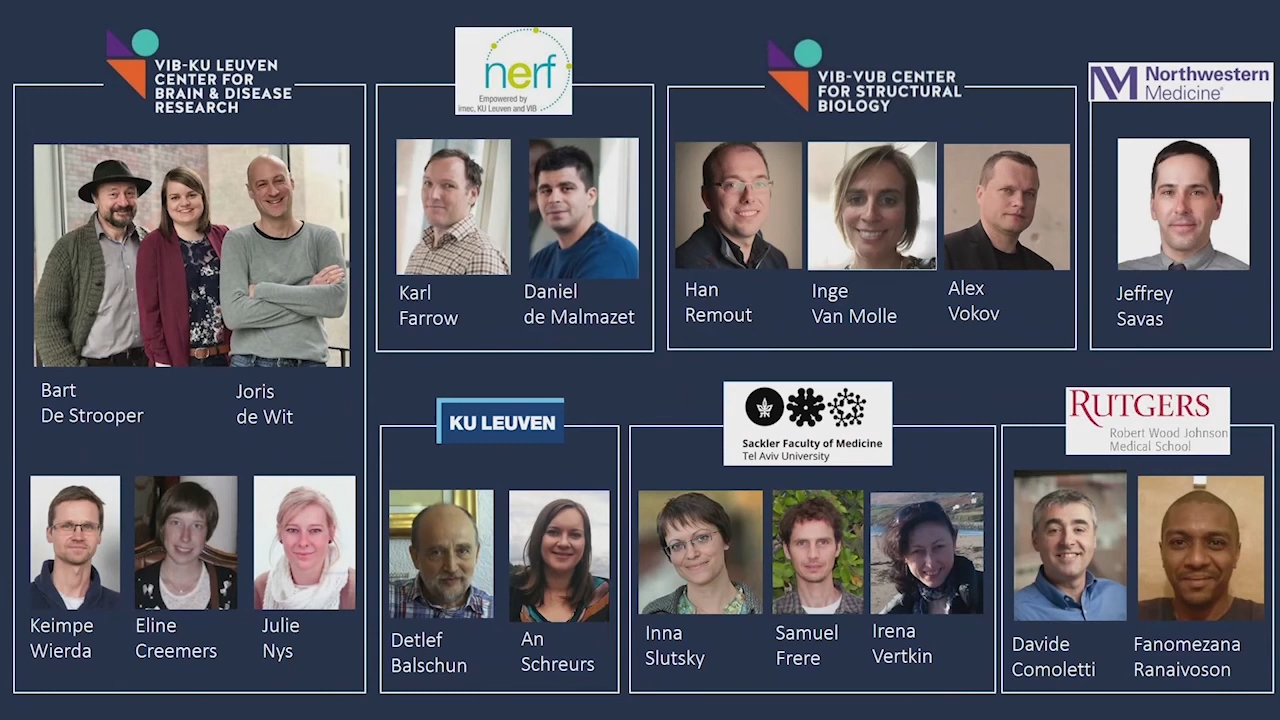 VIB-KU LEUVEN
CENTER FOR
BRAIN & DISEASE
RESEARCH
Bart
De Strooper
Joris
de Wit
Keimpe
Wierda
Eline
Creemers
Julie
Nys
nerf
Empowered by
imec, KU Leuven and VIB
Karl
Farrow
Daniel
de Malmazet
VIB-VUB CENTER
FOR STRUCTURAL
BIOLOGY
Han
Remout
Inge
Van Molle
Alex
Vokov
NM Northwestern
Medicine®
Jeffrey
Savas
KU LEUVEN
Detlef
Balschun
An
Schreurs
Sackler Faculty of Medicine
Tel Aviv University
Inna
Slutsky
Samuel
Frere
Irena
Vertkin
RUTGERS
Robert Wood Johnson
Medical School
Davide
Comoletti
Fanomezana
Ranaivoson